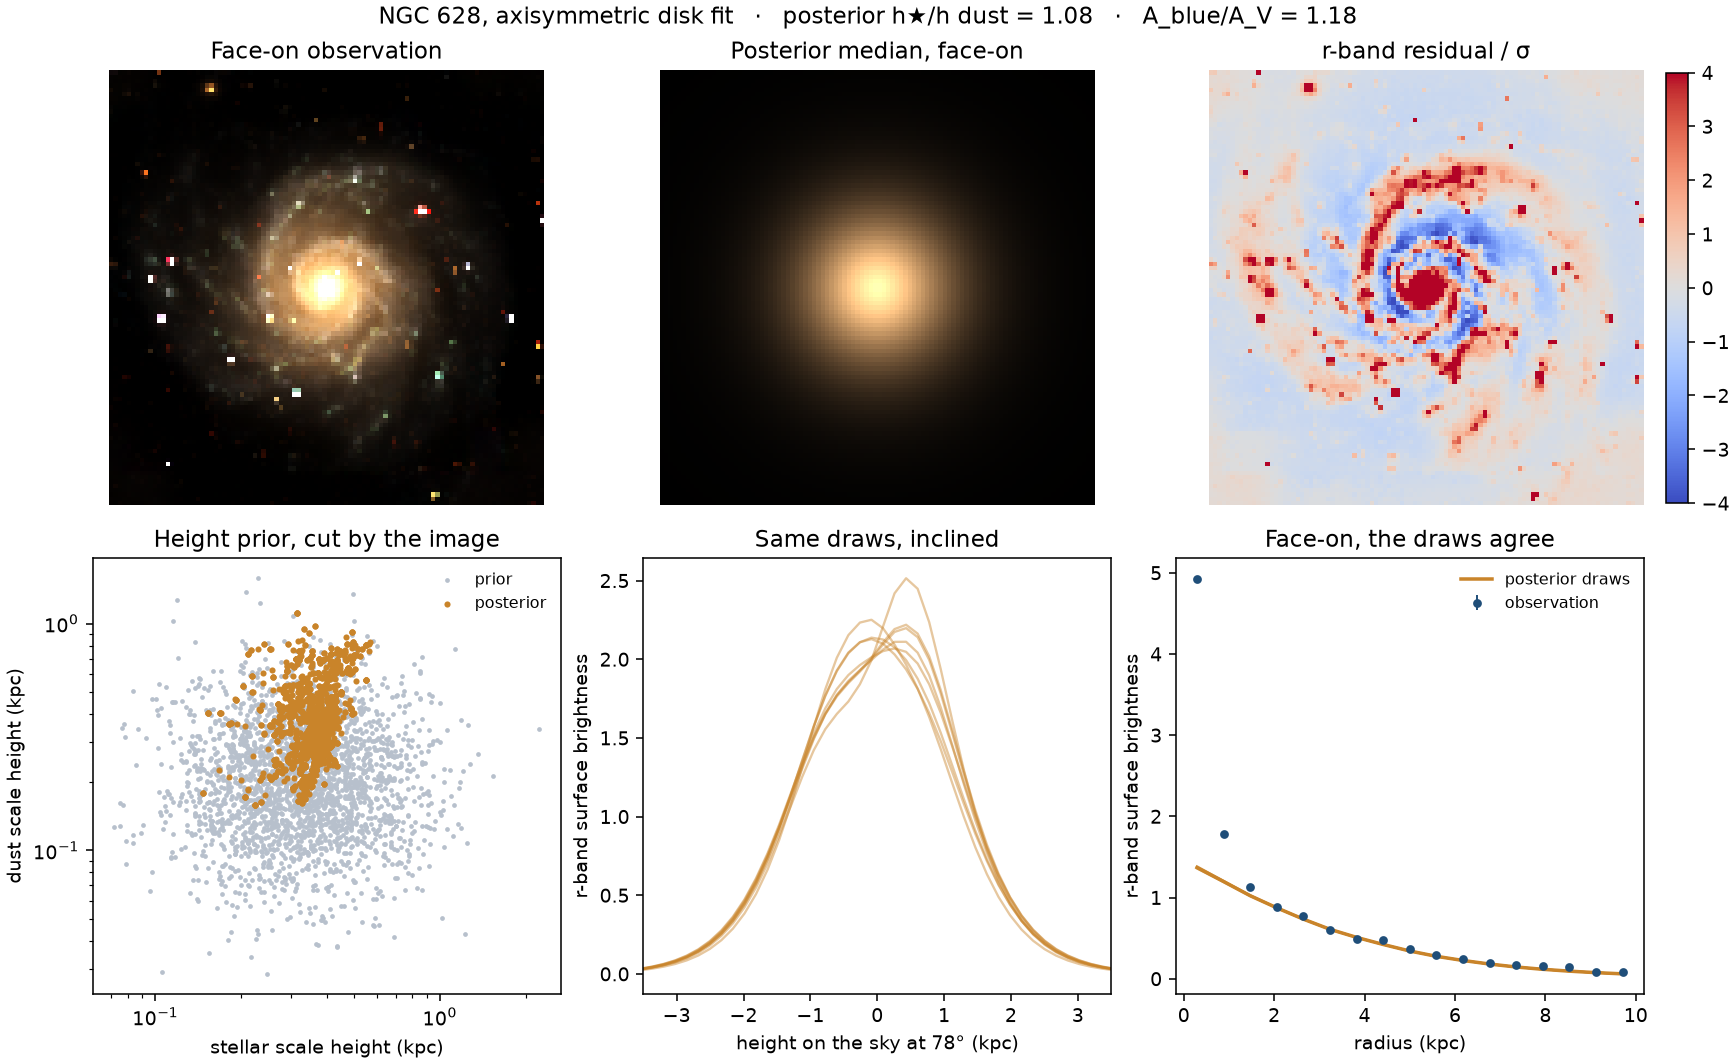 NGC 628, axisymmetric disk fit · posterior h★/h dust = 1.08 · A_blue/A_V = 1.18
Face-on observation
Posterior median, face-on
r-band residual / σ
4
3
2
1
0
−1
−2
−3
−4
Height prior, cut by the image
prior
posterior
10⁰
10⁻¹
dust scale height (kpc)
10⁻¹
10⁰
stellar scale height (kpc)
Same draws, inclined
2.5
2.0
1.5
1.0
0.5
0.0
r-band surface brightness
−3
−2
−1
0
1
2
3
height on the sky at 78° (kpc)
Face-on, the draws agree
posterior draws
observation
5
4
3
2
1
0
r-band surface brightness
0
2
4
6
8
10
radius (kpc)